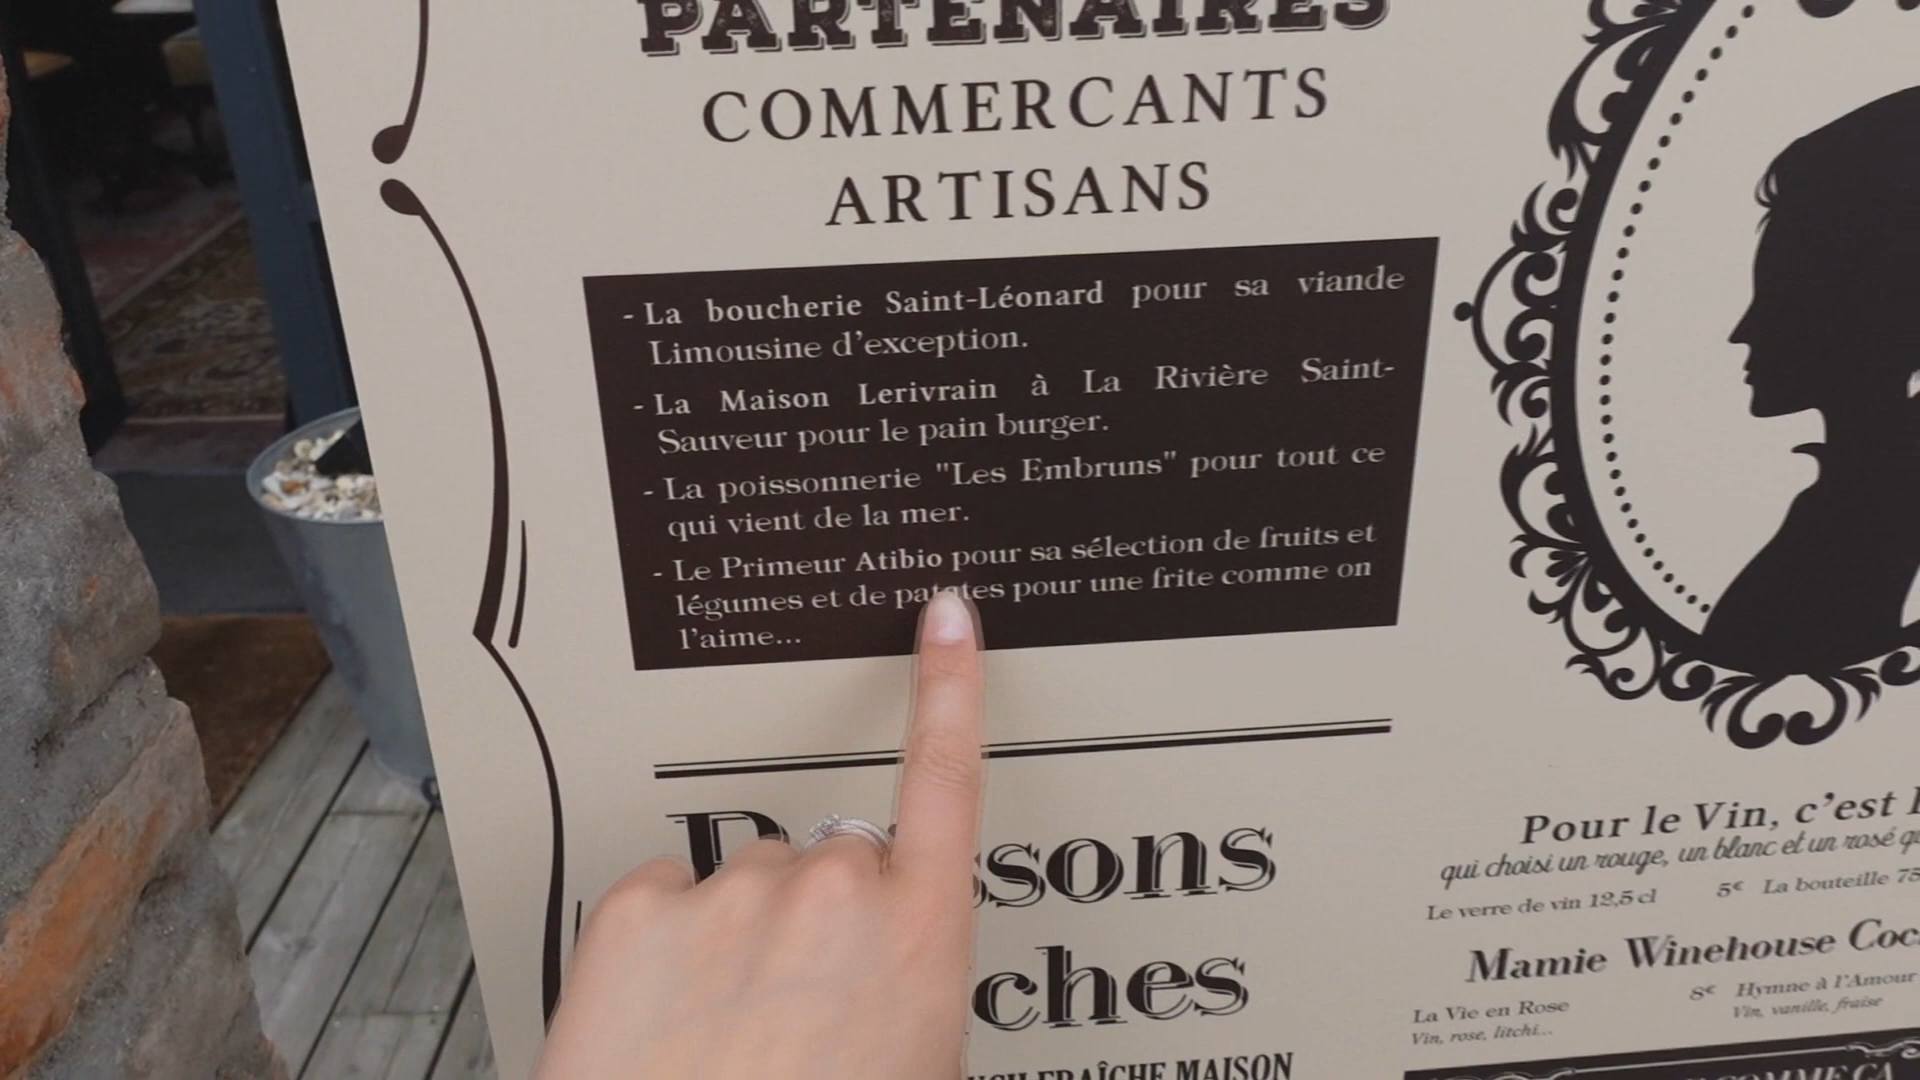 PARTENAIRES
COMMERCANTS
ARTISANS
- La boucherie Saint-Léonard pour sa viande
Limousine d'exception.
- La Maison Lerivrain à La Rivière Saint-
Sauveur pour le pain burger.
- La poissonnerie "Les Embruns" pour tout ce
qui vient de la mer.
- Le Primeur Atibio pour sa sélection de fruits et
légumes et de patates pour une frite comme on
l'aime...
ssons
ches
FRAÎCHE MAISON
Pour le Vin, c'est
qui choisi un rouge, un blanc et un rosé
Le verre de vin 12,5 cl 5€ La bouteille 75
Mamie Winehouse
La Vie en Rose 8€ Hymne à l'Amour
Vin, rose, litchi... Vin, vanille, fraise